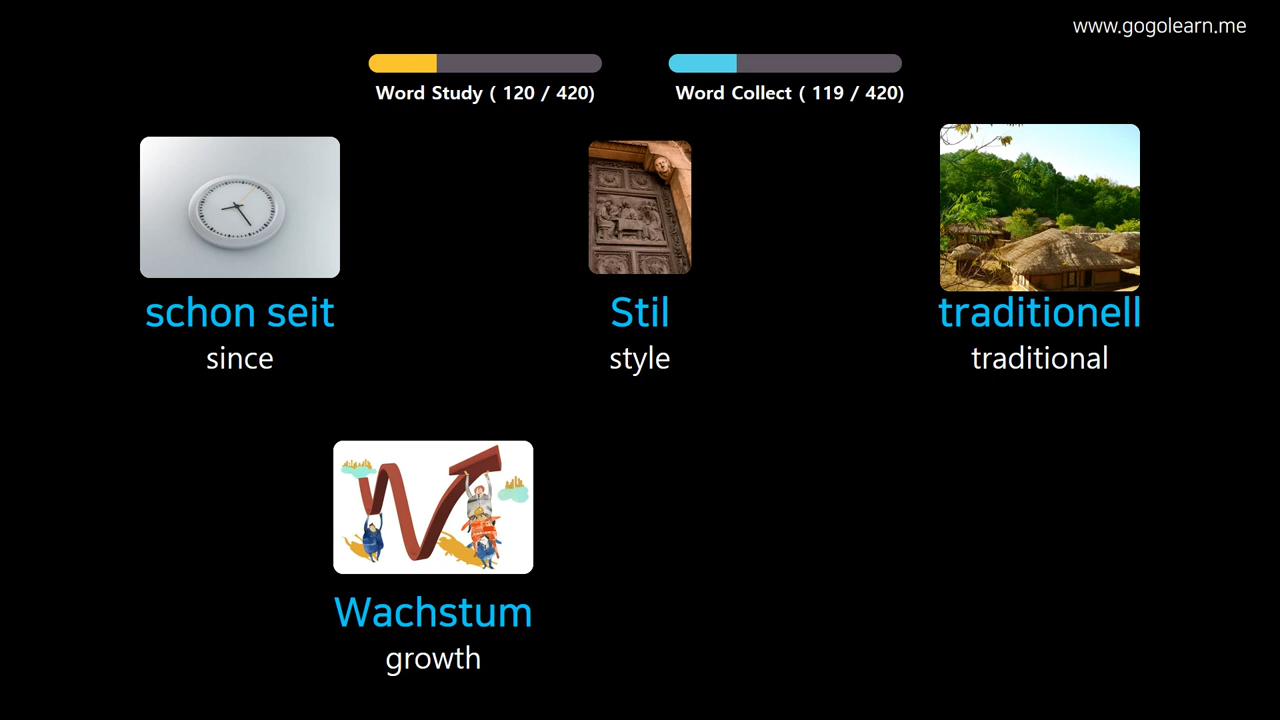 www.gogolearn.me
Word Study ( 120 / 420)
Word Collect ( 119 / 420)
schon seit
since
Stil
style
traditionell
traditional
Wachstum
growth